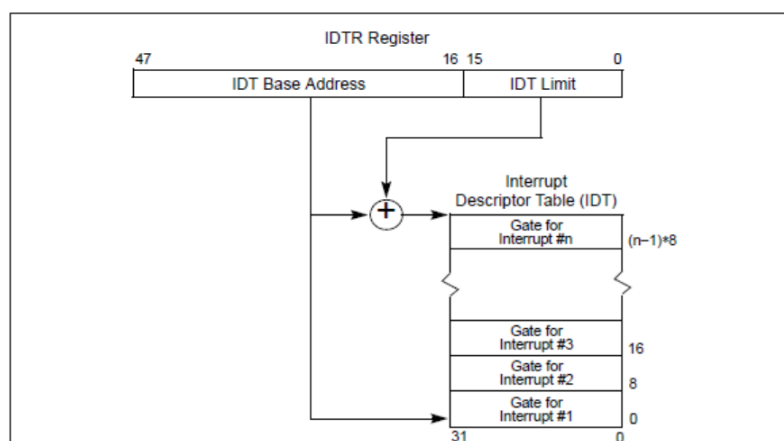 IDTR Register
47 16 15 0
IDT Base Address IDT Limit
+
Interrupt
Descriptor Table (IDT)
Gate for
Interrupt #n
(n–1)*8
Gate for
Interrupt #3
16
Gate for
Interrupt #2
8
Gate for
Interrupt #1
0
31 0